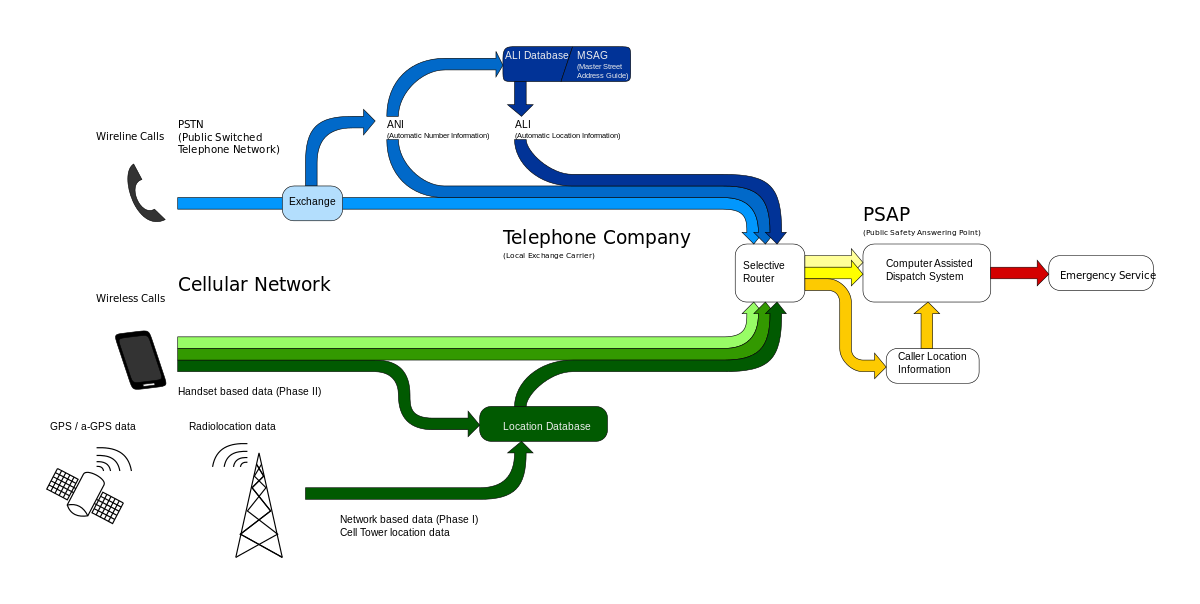 ALI Database
MSAG
(Master Street
Address Guide)
Wireline Calls
PSTN
(Public Switched
Telephone Network)
ANI
(Automatic Number Information)
ALI
(Automatic Location Information)
Exchange
Telephone Company
(Local Exchange Carrier)
PSAP
(Public Safety Answering Point)
Selective
Router
Computer Assisted
Dispatch System
Emergency Service
Cellular Network
Wireless Calls
Caller Location
Information
Handset based data (Phase II)
GPS / a-GPS data
Radiolocation data
Location Database
Network based data (Phase I)
Cell Tower location data